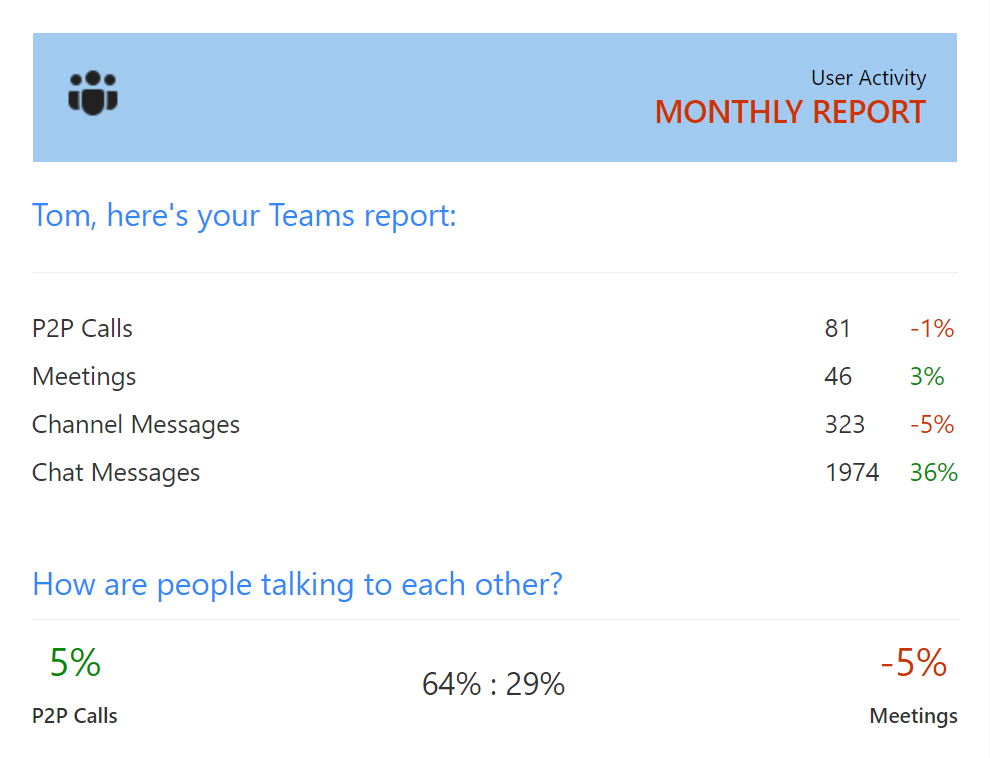 User Activity
MONTHLY REPORT
Tom, here's your Teams report:
P2P Calls 81 -1%
Meetings 46 3%
Channel Messages 323 -5%
Chat Messages 1974 36%
How are people talking to each other?
5% 64% : 29% -5%
P2P Calls Meetings